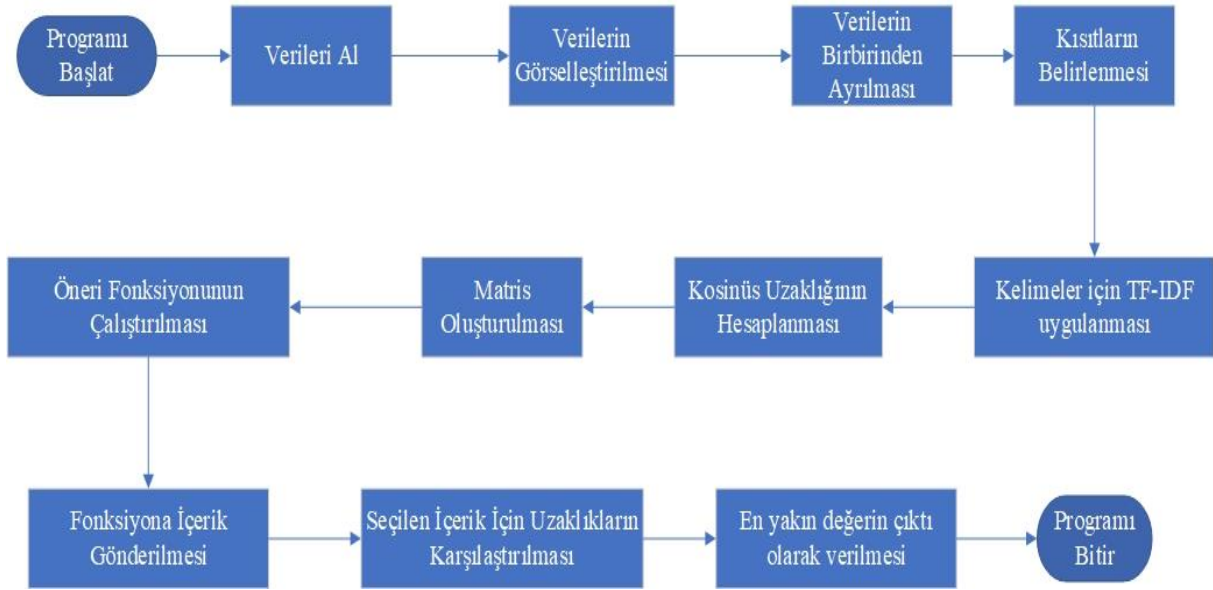 Programı
Başlat
Verileri Al
Verilerin
Görselleştirilmesi
Verilerin
Birbirinden
Ayrılması
Kısıtların
Belirlenmesi
Kelimeler için TF-IDF
uygulanması
Kosinüs Uzaklığının
Hesaplanması
Matris
Oluşturulması
Öneri Fonksiyonunun
Çalıştırılması
Fonksiyona İçerik
Gönderilmesi
Seçilen İçerik İçin Uzaklıkların
Karşılaştırılması
En yakın değerin çıktı
olarak verilmesi
Programı
Bitir